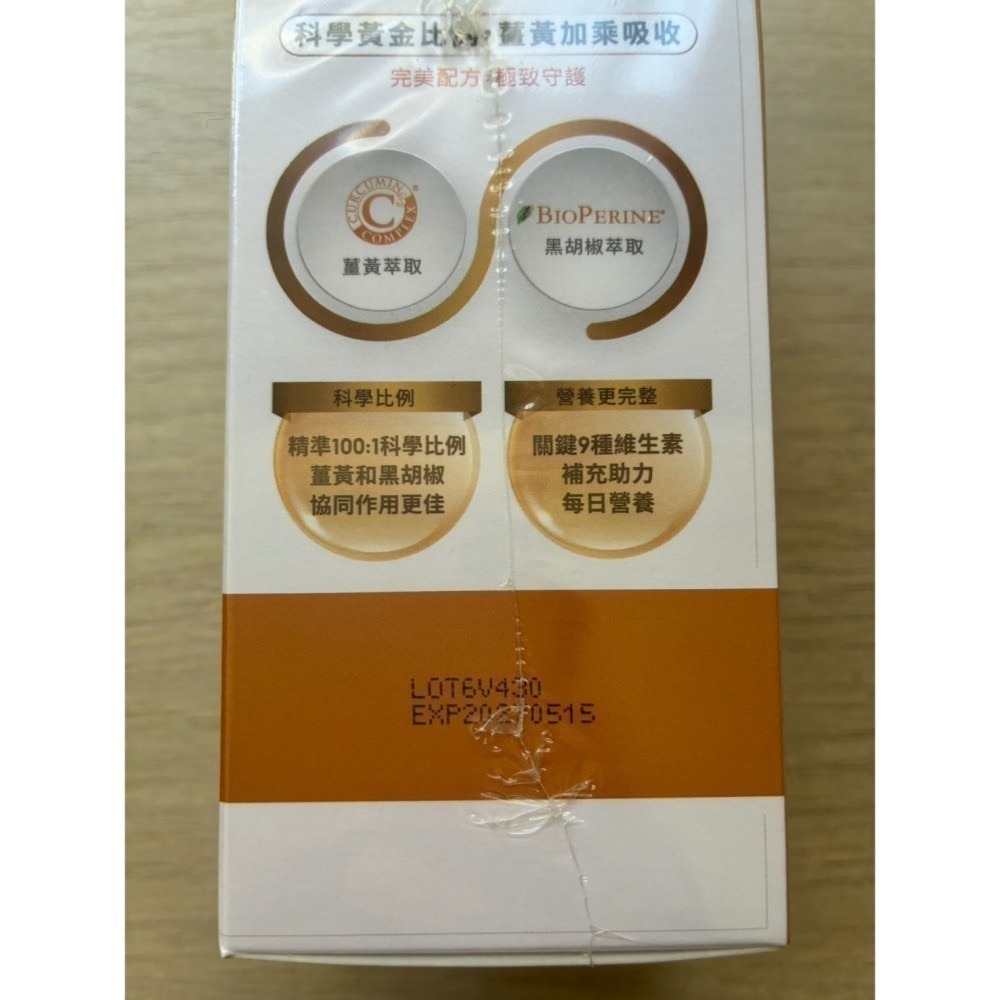 科學黃金比例，薑黃加乘吸收
完美配方 極致守護
CURCUMIN C3 COMPLEX®
薑黃萃取
BIOPERINE®
黑胡椒萃取
科學比例
精準100:1科學比例
薑黃和黑胡椒
協同作用更佳
營養更完整
關鍵9種維生素
補充助力
每日營養
LOT6V430
EXP20270515